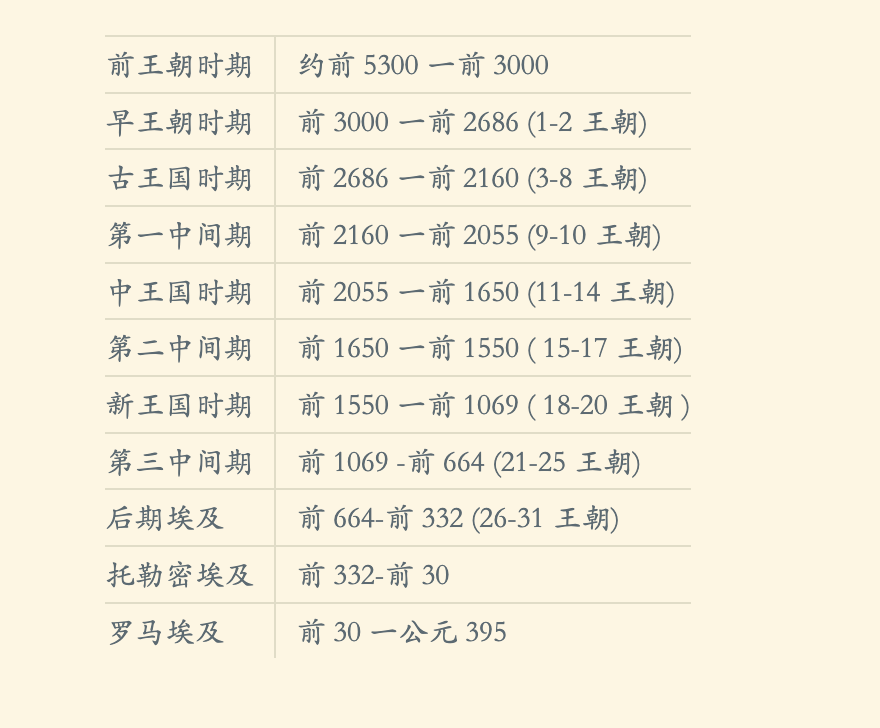 前王朝时期 约前 5300 一前 3000
早王朝时期 前 3000 一前 2686 (1-2 王朝)
古王国时期 前 2686 一前 2160 (3-8 王朝)
第一中间期 前 2160 一前 2055 (9-10 王朝)
中王国时期 前 2055 一前 1650 (11-14 王朝)
第二中间期 前 1650 一前 1550 ( 15-17 王朝)
新王国时期 前 1550 一前 1069 ( 18-20 王朝 )
第三中间期 前 1069 -前 664 (21-25 王朝)
后期埃及 前 664-前 332 (26-31 王朝)
托勒密埃及 前 332-前 30
罗马埃及 前 30 一公元 395